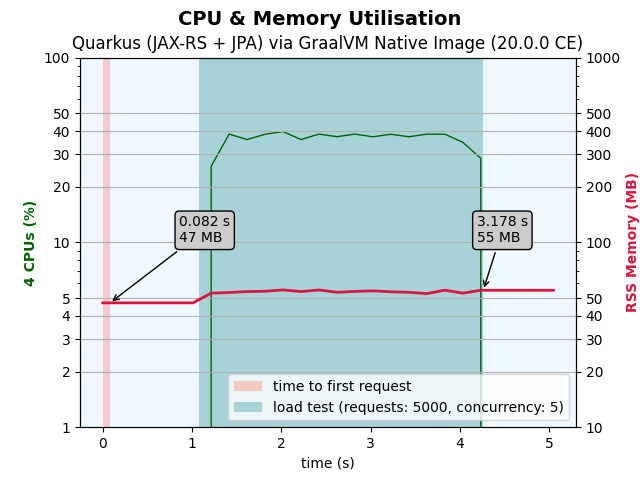 CPU & Memory Utilisation
Quarkus (JAX-RS + JPA) via GraalVM Native Image (20.0.0 CE)
100
50
40
30
20
10
5
4
3
2
1
4 CPUs (%)
1000
500
400
300
200
100
50
40
30
20
10
RSS Memory (MB)
0.082 s
47 MB
3.178 s
55 MB
time to first request
load test (requests: 5000, concurrency: 5)
0 1 2 3 4 5
time (s)